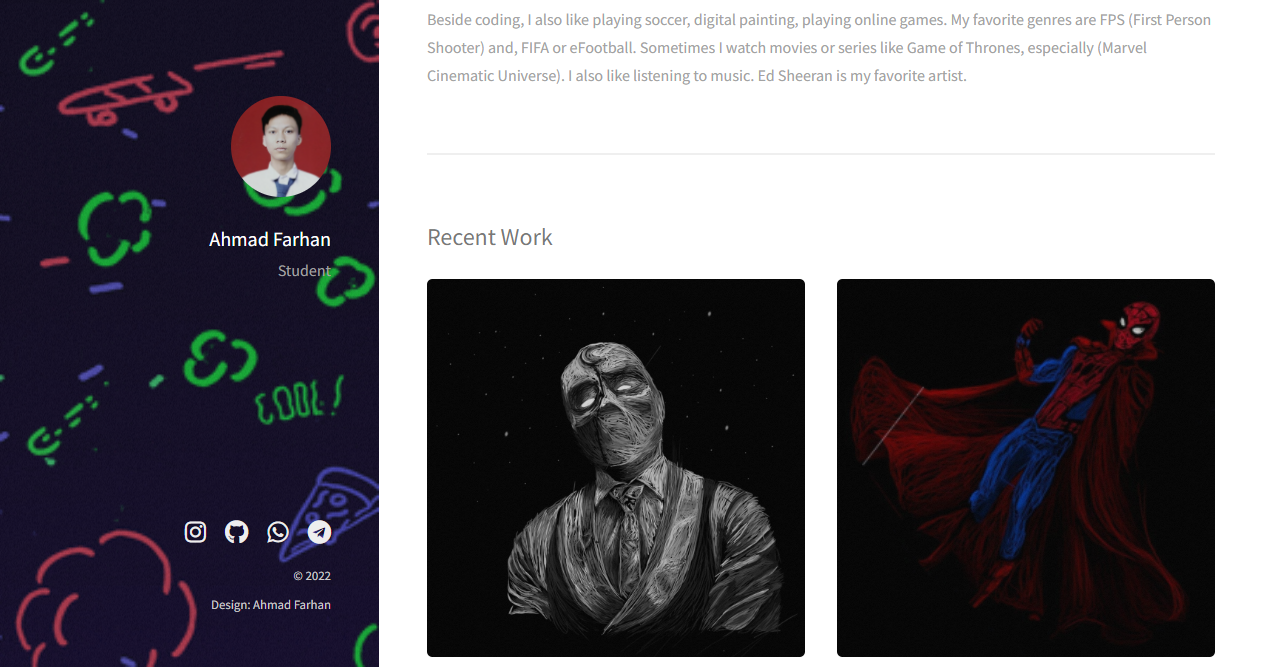 Beside coding, I also like playing soccer, digital painting, playing online games. My favorite genres are FPS (First Person
Shooter) and, FIFA or eFootball. Sometimes I watch movies or series like Game of Thrones, especially (Marvel
Cinematic Universe). I also like listening to music. Ed Sheeran is my favorite artist.
Ahmad Farhan
Student
COOL!
© 2022
Design: Ahmad Farhan
Recent Work